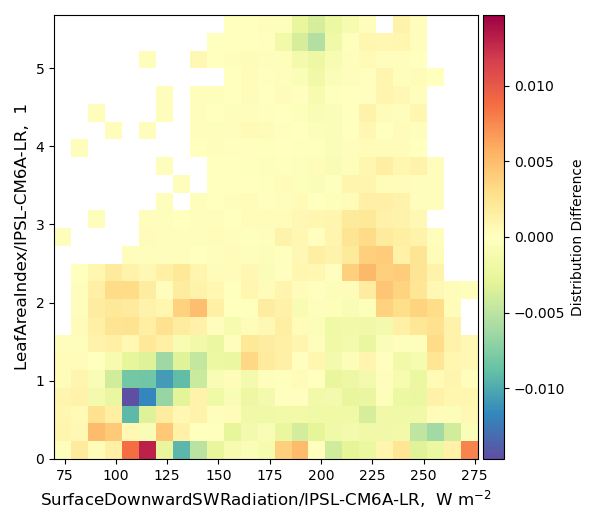 5
4
3
2
1
0
LeafAreaIndex/IPSL-CM6A-LR, 1
75 100 125 150 175 200 225 250 275
SurfaceDownwardSWRadiation/IPSL-CM6A-LR, W m⁻²
0.010
0.005
0.000
−0.005
−0.010
Distribution Difference